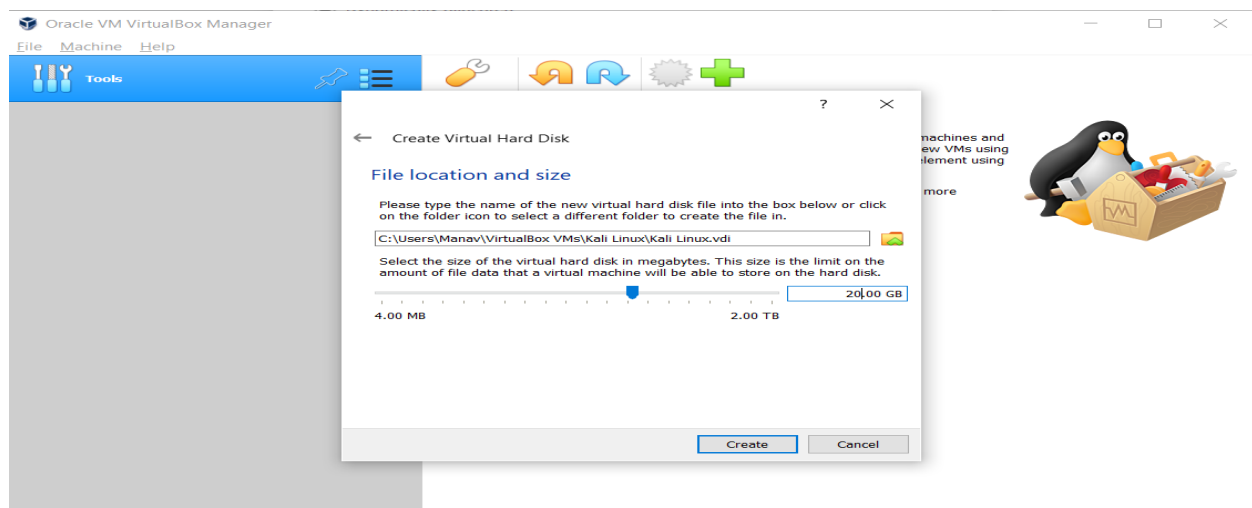 Oracle VM VirtualBox Manager
File Machine Help
Tools
?
Create Virtual Hard Disk
machines and
ew VMs using
element using
more
File location and size
Please type the name of the new virtual hard disk file into the box below or click
on the folder icon to select a different folder to create the file in.
C:\Users\Manav\VirtualBox VMs\Kali Linux\Kali Linux.vdi
Select the size of the virtual hard disk in megabytes. This size is the limit on the
amount of file data that a virtual machine will be able to store on the hard disk.
20.00 GB
4.00 MB 2.00 TB
Create Cancel